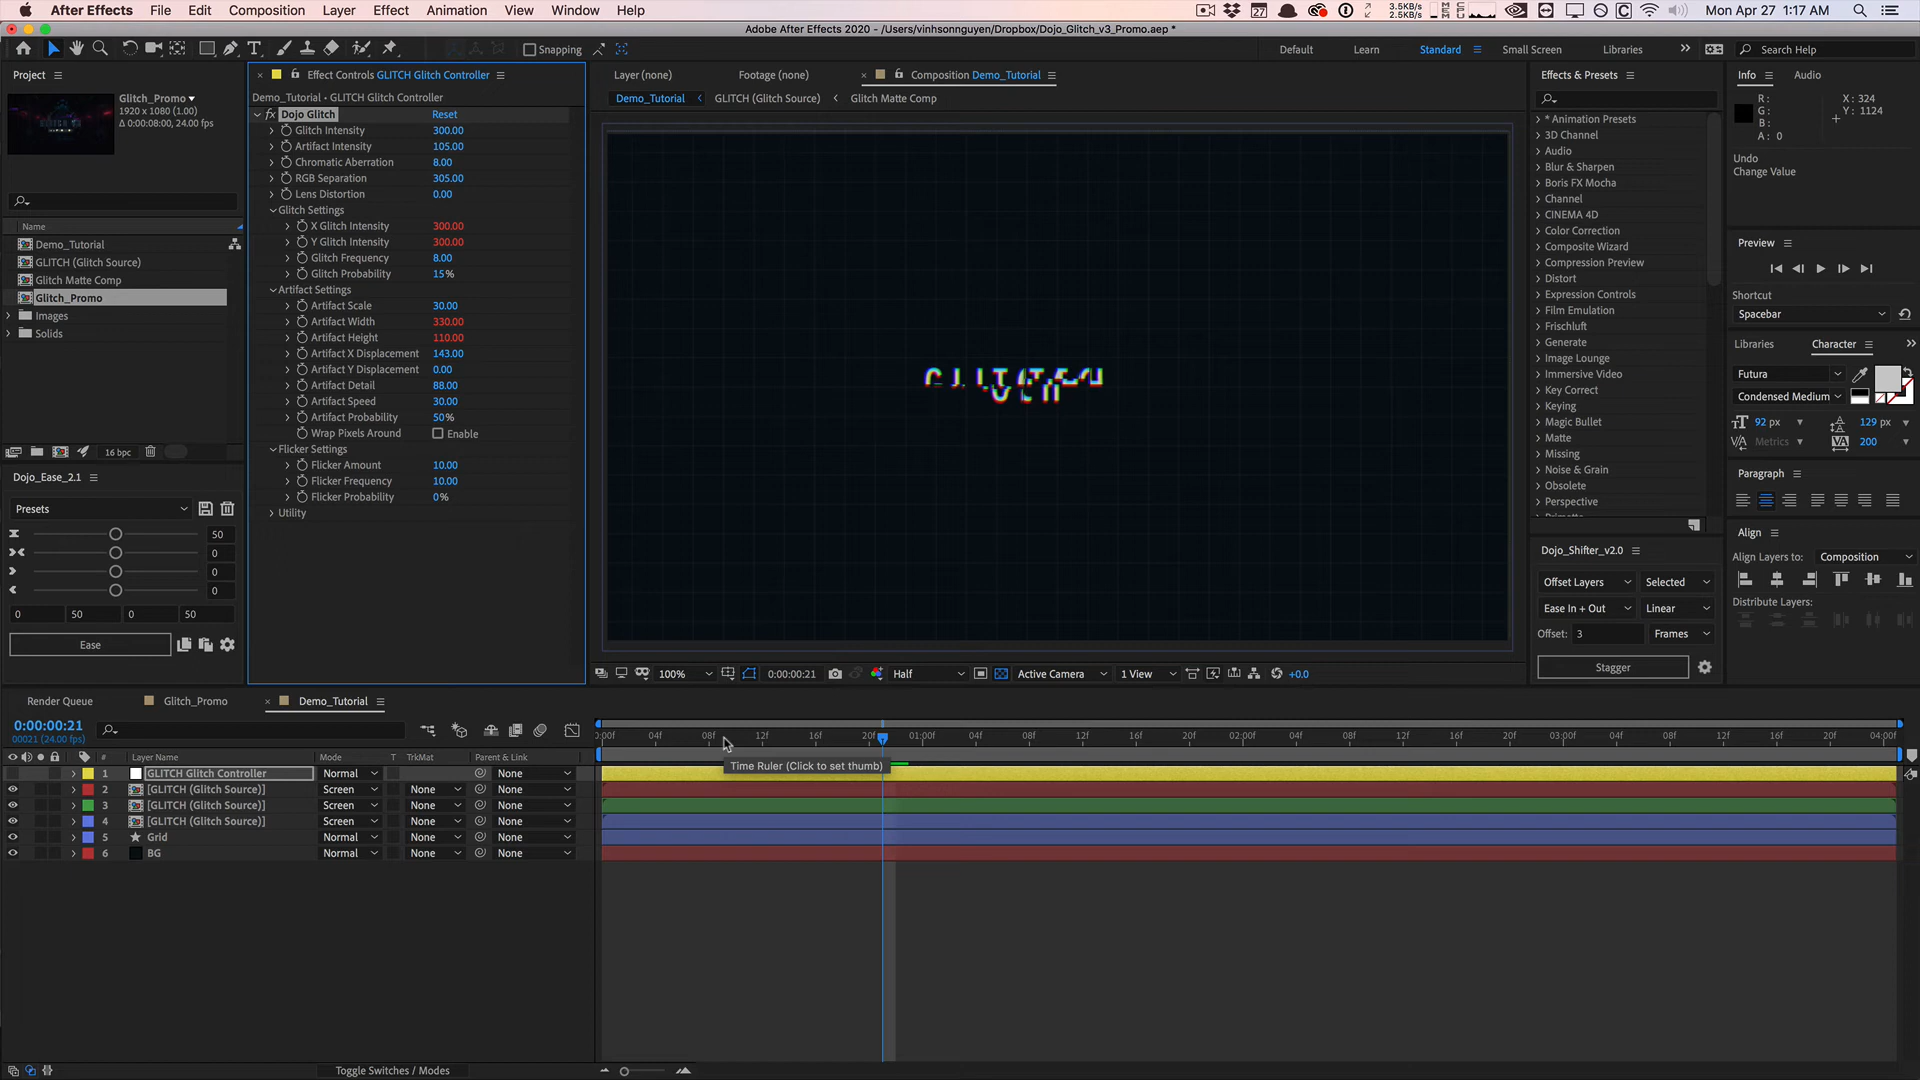 After Effects File Edit Composition Layer Effect Animation View Window Help
3.5KB/s
2.5KB/s
Mon Apr 27 1:17 AM
Adobe After Effects 2020 - /Users/vinhsonnguyen/Dropbox/Dojo_Glitch_v3_Promo.aep *
Snapping
Default Learn Standard Small Screen Libraries
Search Help
Project
Glitch_Promo
1920 x 1080 (1.00)
Δ 0:00:08:00, 24.00 fps
Name
Demo_Tutorial
GLITCH (Glitch Source)
Glitch Matte Comp
Glitch_Promo
Images
Solids
16 bpc
Dojo_Ease_2.1
Presets
50
0
0
0
0 50 0 50
Ease
Effect Controls GLITCH Glitch Controller
Demo_Tutorial • GLITCH Glitch Controller
fx Dojo Glitch Reset
Glitch Intensity 300.00
Artifact Intensity 105.00
Chromatic Aberration 8.00
RGB Separation 305.00
Lens Distortion 0.00
Glitch Settings
X Glitch Intensity 300.00
Y Glitch Intensity 300.00
Glitch Frequency 8.00
Glitch Probability 15%
Artifact Settings
Artifact Scale 30.00
Artifact Width 330.00
Artifact Height 110.00
Artifact X Displacement 143.00
Artifact Y Displacement 0.00
Artifact Detail 88.00
Artifact Speed 30.00
Artifact Probability 50%
Wrap Pixels Around Enable
Flicker Settings
Flicker Amount 10.00
Flicker Frequency 10.00
Flicker Probability 0%
Utility
Layer (none) Footage (none) Composition Demo_Tutorial
Demo_Tutorial GLITCH (Glitch Source) Glitch Matte Comp
100% 0:00:00:21 Half Active Camera 1 View +0.0
Effects & Presets
* Animation Presets
3D Channel
Audio
Blur & Sharpen
Boris FX Mocha
Channel
CINEMA 4D
Color Correction
Composite Wizard
Compression Preview
Distort
Expression Controls
Film Emulation
Frischluft
Generate
Image Lounge
Immersive Video
Key Correct
Keying
Magic Bullet
Matte
Missing
Noise & Grain
Obsolete
Perspective
Dojo_Shifter_v2.0
Offset Layers Selected
Ease In + Out Linear
Offset: 3 Frames
Stagger
Info Audio
R: X: 324
G: Y: 1124
B:
A: 0
Undo
Change Value
Preview
Shortcut
Spacebar
Libraries Character
Futura
Condensed Medium
92 px 129 px
Metrics 200
Paragraph
Align
Align Layers to: Composition
Distribute Layers:
Render Queue Glitch_Promo Demo_Tutorial
0:00:00:21
00021 (24.00 fps)
0:00f 04f 08f 12f 16f 20f 01:00f 04f 08f 12f 16f 20f 02:00f 04f 08f 12f 16f 20f 03:00f 04f 08f 12f 16f 20f 04:00f
Time Ruler (Click to set thumb)
# Layer Name Mode T TrkMat Parent & Link
1 GLITCH Glitch Controller Normal None
2 [GLITCH (Glitch Source)] Screen None None
3 [GLITCH (Glitch Source)] Screen None None
4 [GLITCH (Glitch Source)] Screen None None
5 Grid Normal None None
6 BG Normal None None
Toggle Switches / Modes